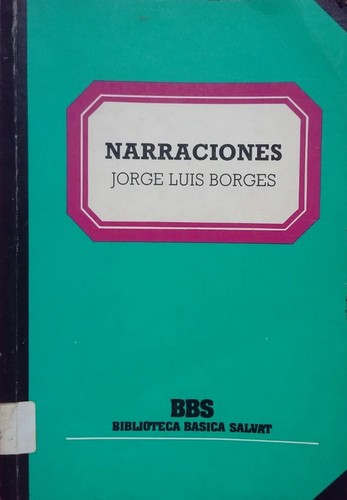 NARRACIONES
JORGE LUIS BORGES
BBS
BIBLIOTECA BASICA SALVAT